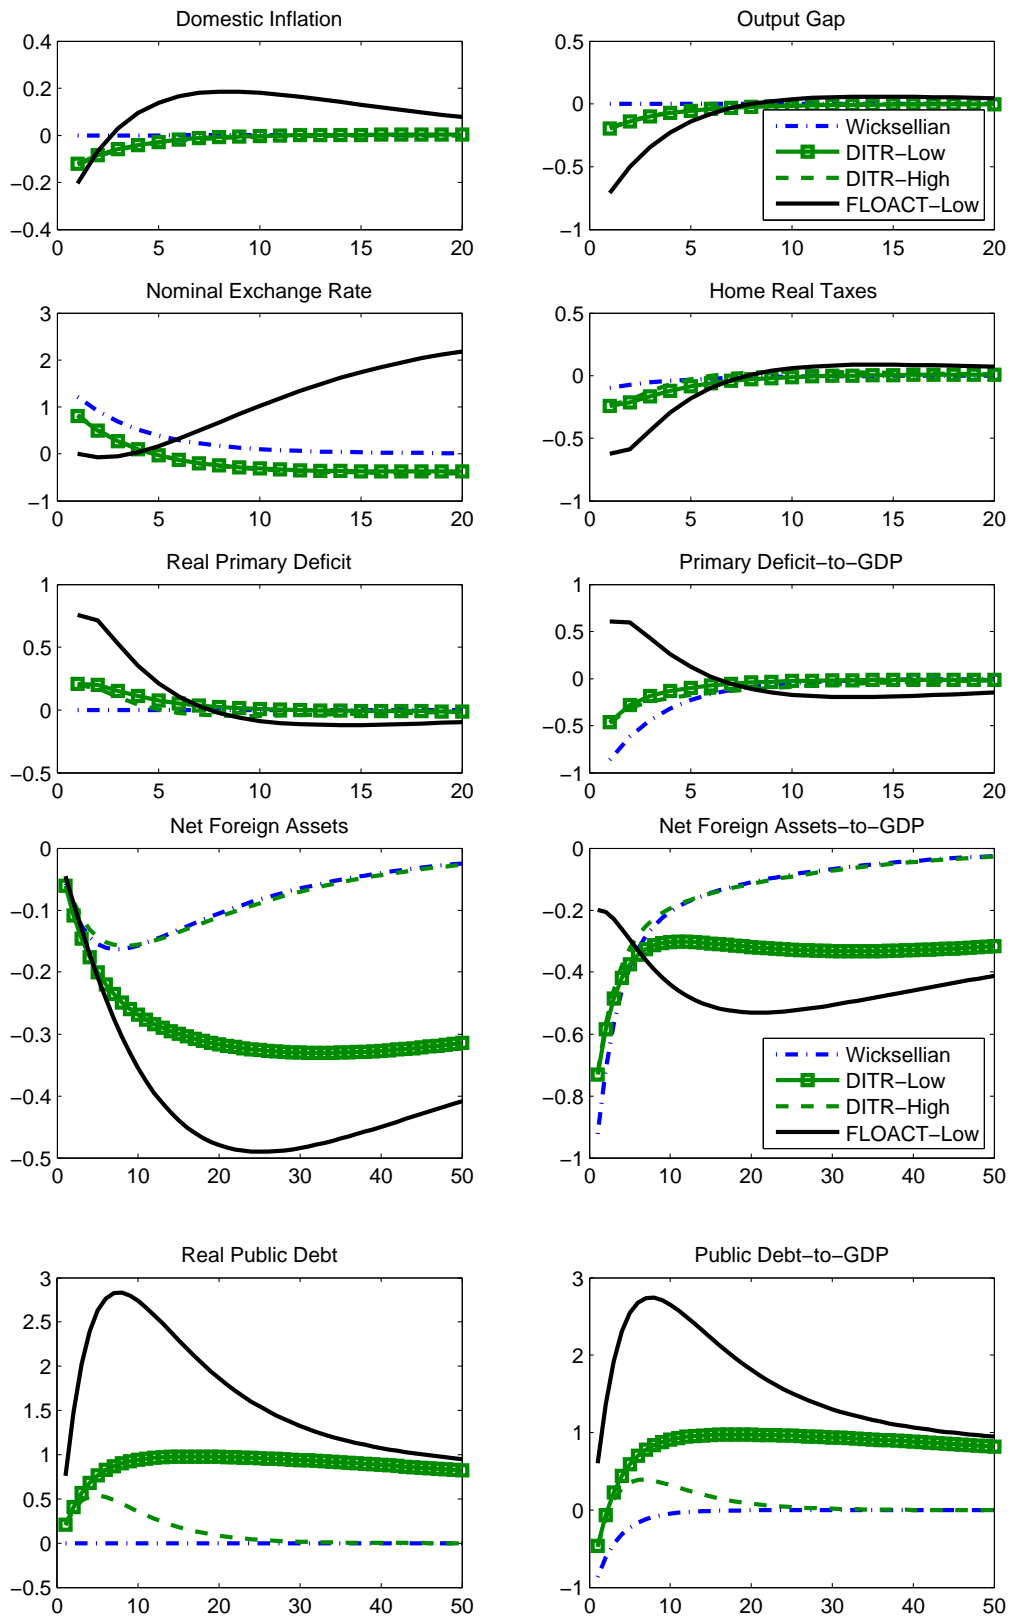 Domestic Inflation
Output Gap
0.4
0.2
0
−0.2
−0.4
0 5 10 15 20
0.5
0
−0.5
−1
0 5 10 15 20
Wicksellian
DITR−Low
DITR−High
FLOACT−Low
Nominal Exchange Rate
Home Real Taxes
3
2
1
0
−1
0 5 10 15 20
0.5
0
−0.5
−1
0 5 10 15 20
Real Primary Deficit
Primary Deficit−to−GDP
1
0.5
0
−0.5
0 5 10 15 20
1
0.5
0
−0.5
−1
0 5 10 15 20
Net Foreign Assets
Net Foreign Assets−to−GDP
0
−0.1
−0.2
−0.3
−0.4
−0.5
0 10 20 30 40 50
0
−0.2
−0.4
−0.6
−0.8
−1
0 10 20 30 40 50
Wicksellian
DITR−Low
DITR−High
FLOACT−Low
Real Public Debt
Public Debt−to−GDP
3
2.5
2
1.5
1
0.5
0
−0.5
0 10 20 30 40 50
3
2
1
0
−1
0 10 20 30 40 50